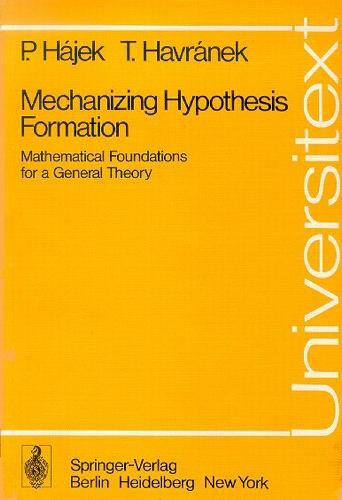 P. Hájek T. Havránek
Mechanizing Hypothesis
Formation
Mathematical Foundations
for a General Theory
Universitext
Springer-Verlag
Berlin Heidelberg New York